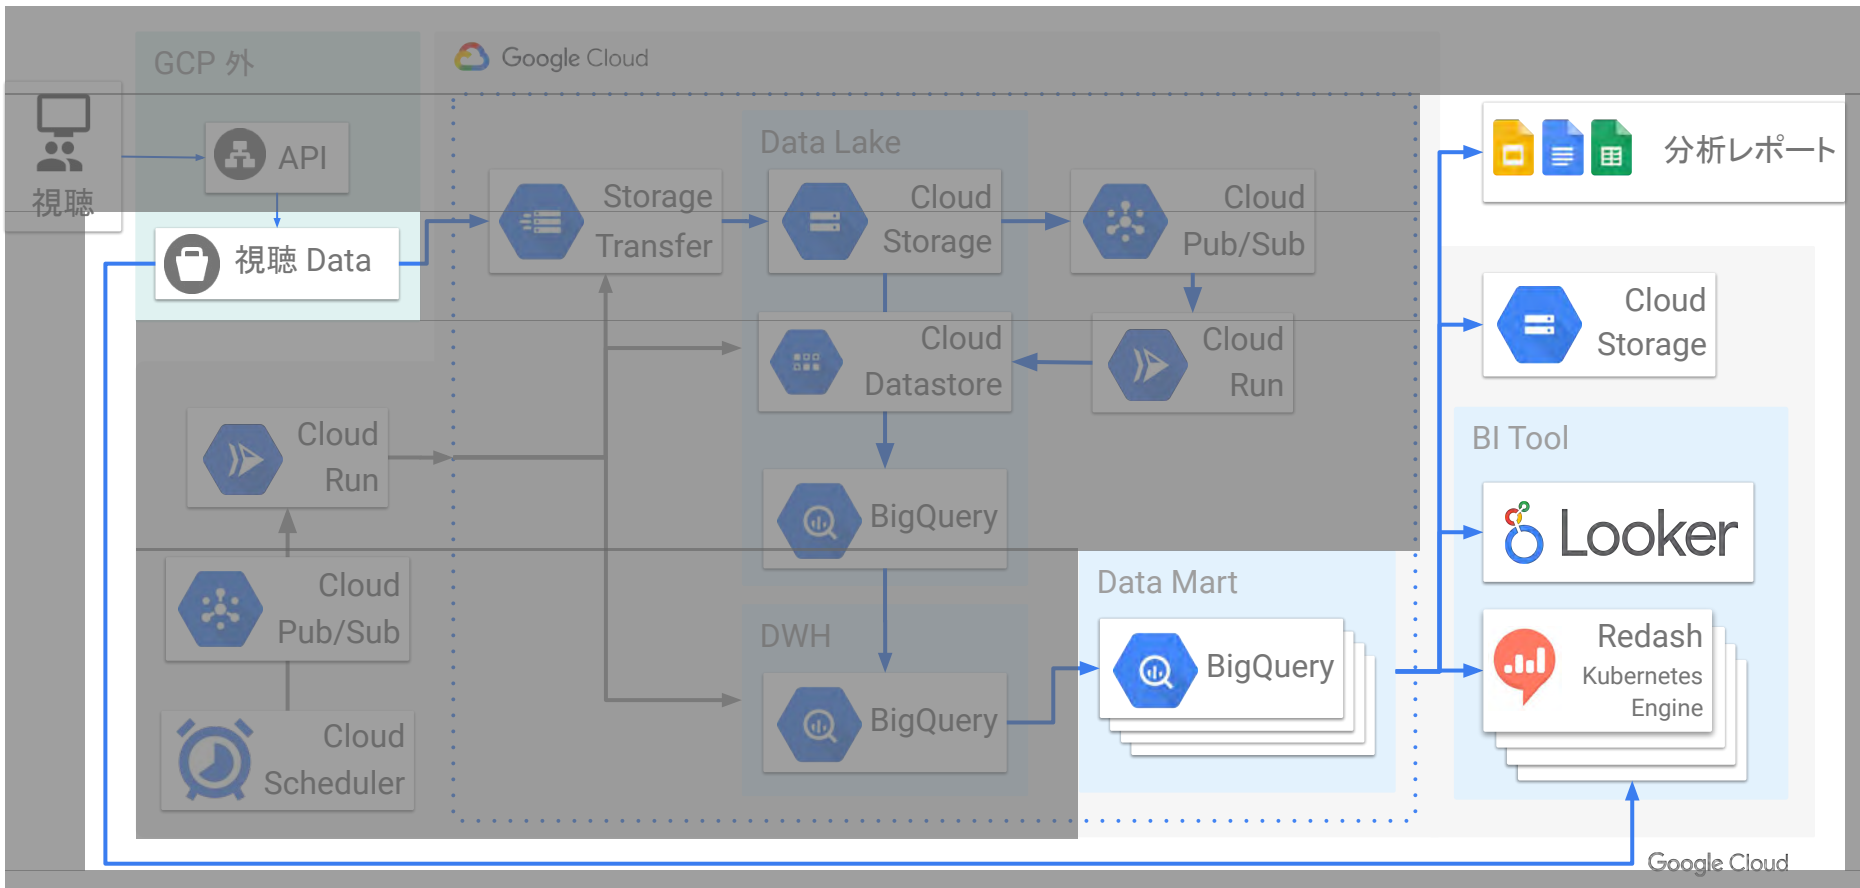 GCP 外
Google Cloud
視聴
API
視聴 Data
Storage
Transfer
Data Lake
Cloud
Storage
Cloud
Pub/Sub
分析レポート
Cloud
Datastore
Cloud
Run
Cloud
Storage
Cloud
Run
BigQuery
BI Tool
Looker
Cloud
Pub/Sub
DWH
BigQuery
Data Mart
BigQuery
Redash
Kubernetes
Engine
Cloud
Scheduler
Google Cloud